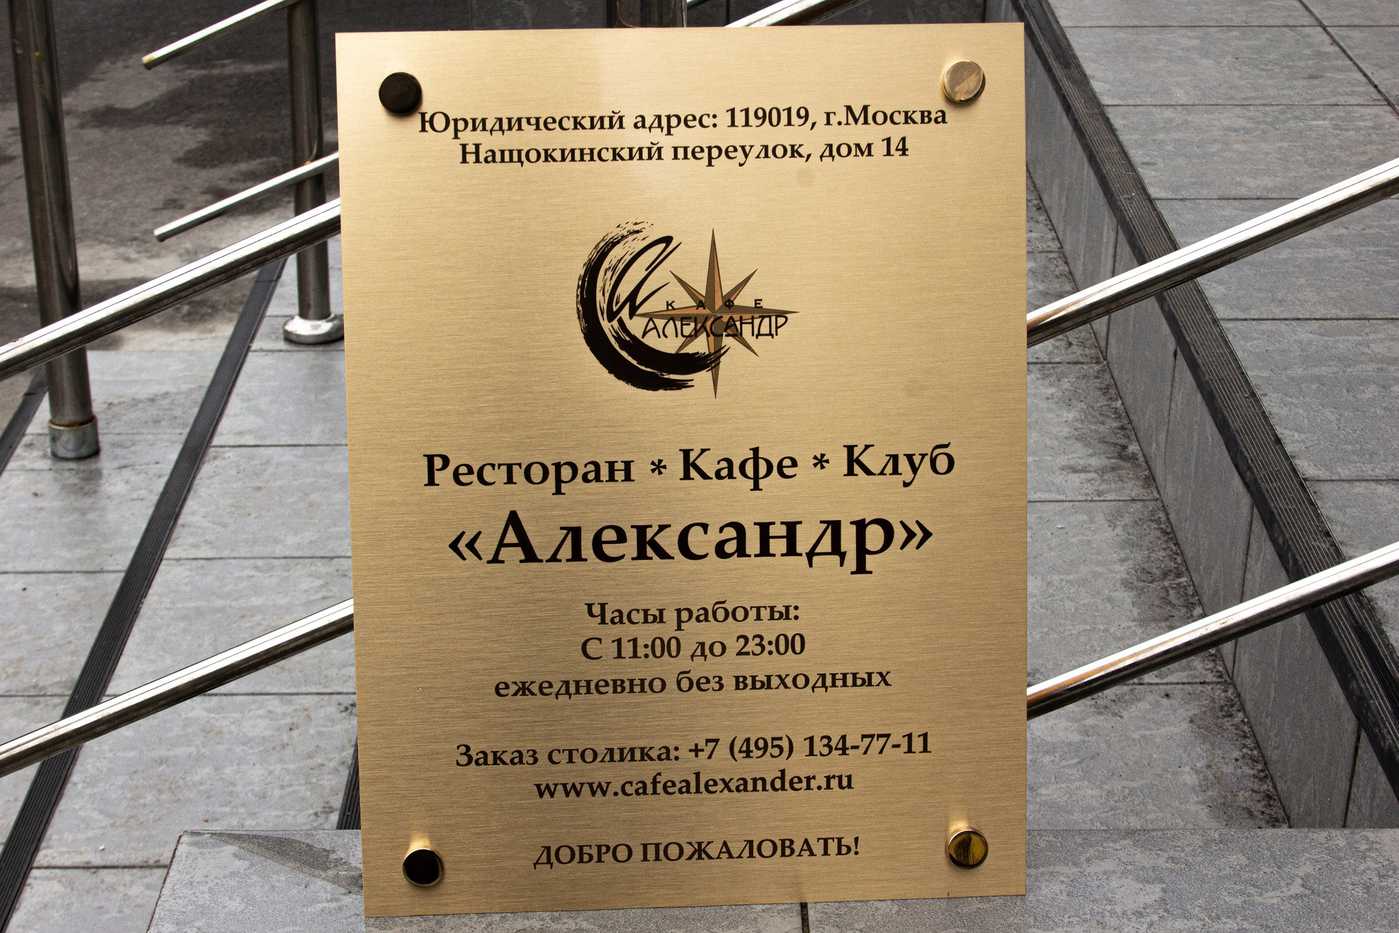 Юридический адрес: 119019, г.Москва
Нащокинский переулок, дом 14
КАФЕ
АЛЕКСАНДР
Ресторан * Кафе * Клуб
«Александр»
Часы работы:
С 11:00 до 23:00
ежедневно без выходных
Заказ столика: +7 (495) 134-77-11
www.cafealexander.ru
ДОБРО ПОЖАЛОВАТЬ!